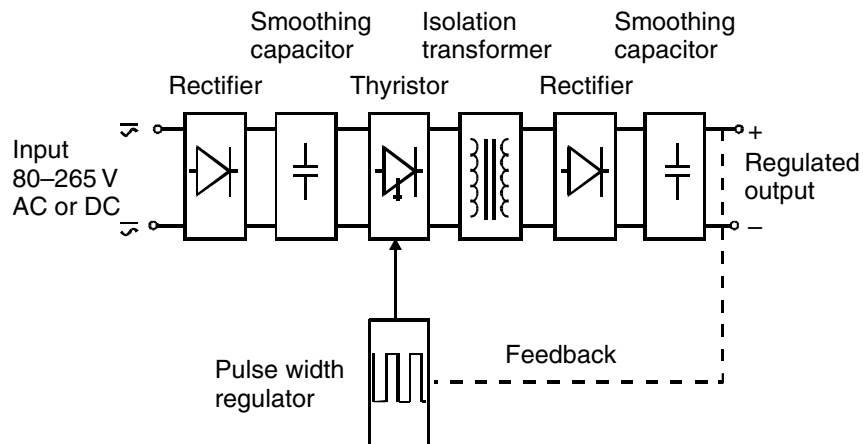 Smoothing
capacitor
Isolation
transformer
Smoothing
capacitor
Rectifier
Thyristor
Rectifier
Input
80–265 V
AC or DC
+
Regulated
output
–
Pulse width
regulator
Feedback